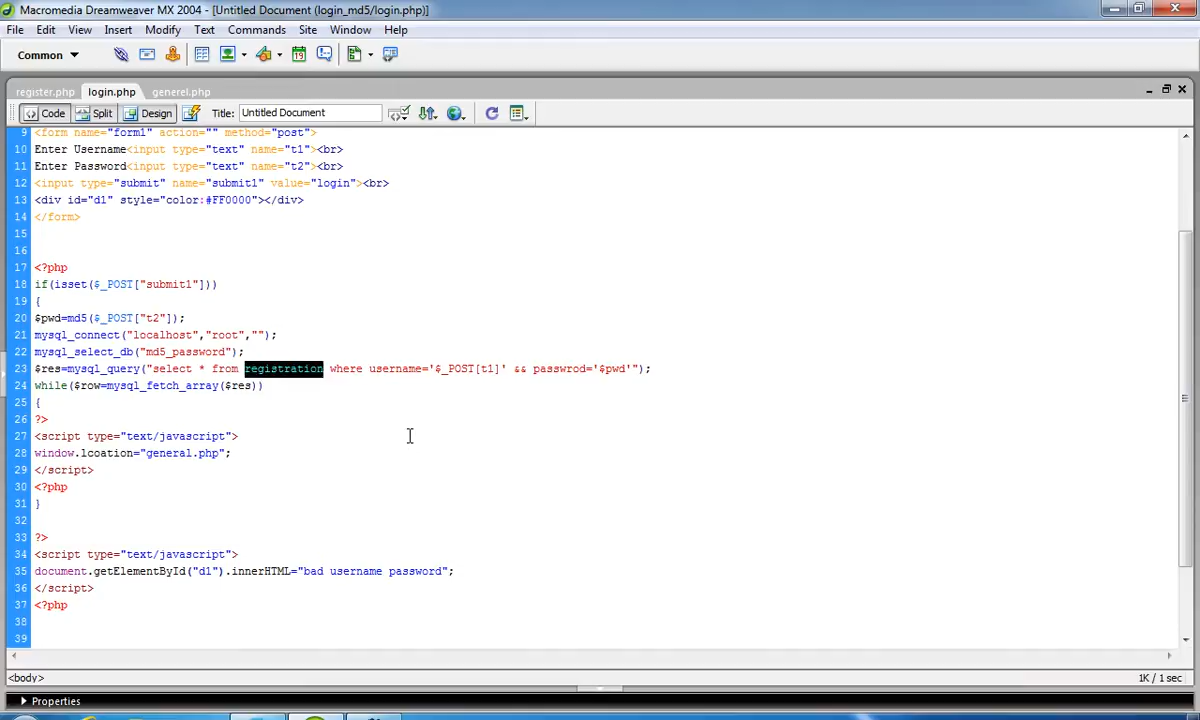 Macromedia Dreamweaver MX 2004 - [Untitled Document (login_md5/login.php)]
File Edit View Insert Modify Text Commands Site Window Help
Common
register.php login.php generel.php
Code Split Design Title: Untitled Document
9 <form name="form1" action="" method="post">
10 Enter Username<input type="text" name="t1"><br>
11 Enter Password<input type="text" name="t2"><br>
12 <input type="submit" name="submit1" value="login"><br>
13 <div id="d1" style="color:#FF0000"></div>
14 </form>
15
16
17 <?php
18 if(isset($_POST["submit1"]))
19 {
20 $pwd=md5($_POST["t2"]);
21 mysql_connect("localhost","root","");
22 mysql_select_db("md5_password");
23 $res=mysql_query("select * from registration where username='$_POST[t1]' && passwrod='$pwd'");
24 while($row=mysql_fetch_array($res))
25 {
26 ?>
27 <script type="text/javascript">
28 window.lcoation="general.php";
29 </script>
30 <?php
31 }
32
33 ?>
34 <script type="text/javascript">
35 document.getElementById("d1").innerHTML="bad username password";
36 </script>
37 <?php
38
39
<body> 1K / 1 sec
Properties